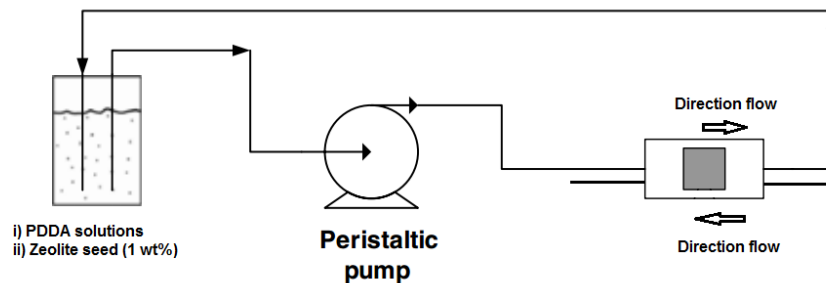 Direction flow
i) PDDA solutions
ii) Zeolite seed (1 wt%)
Peristaltic
pump
Direction flow